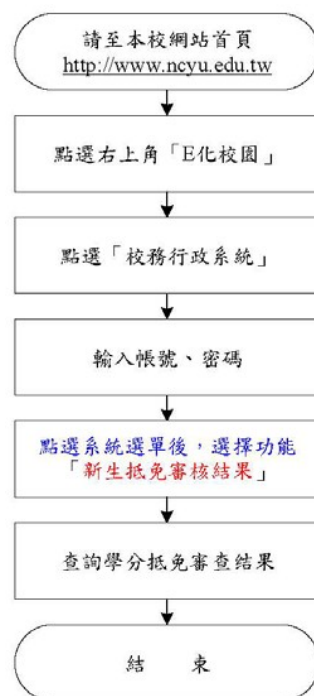 請至本校網站首頁
http://www.ncyu.edu.tw
點選右上角「E化校園」
點選「校務行政系統」
輸入帳號、密碼
點選系統選單後，選擇功能
「新生抵免審核結果」
查詢學分抵免審查結果
結 束